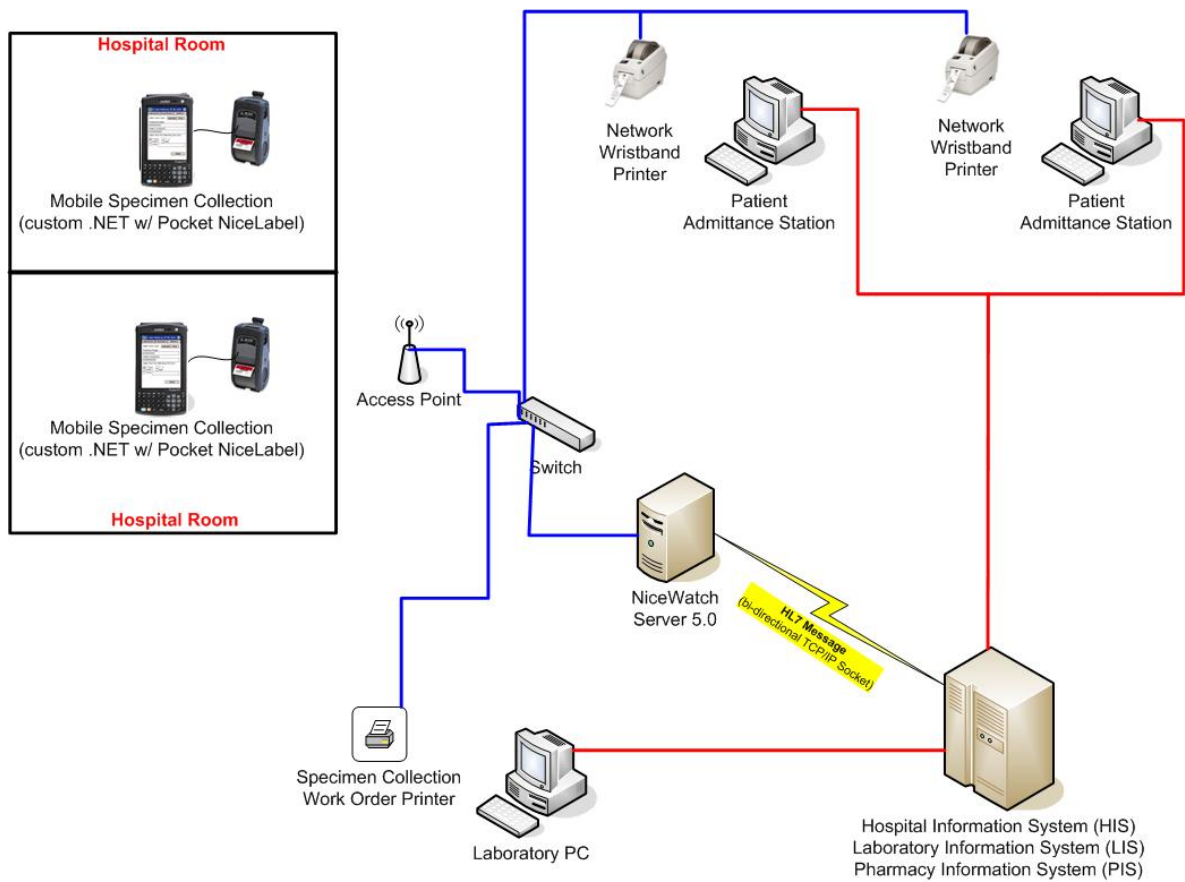 Hospital Room
Mobile Specimen Collection
(custom .NET w/ Pocket NiceLabel)
Mobile Specimen Collection
(custom .NET w/ Pocket NiceLabel)
Hospital Room
Network
Wristband
Printer
Patient
Admittance Station
Network
Wristband
Printer
Patient
Admittance Station
Access Point
Switch
NiceWatch
Server 5.0
HL7 Message
(bi-directional TCP/IP Socket)
Specimen Collection
Work Order Printer
Laboratory PC
Hospital Information System (HIS)
Laboratory Information System (LIS)
Pharmacy Information System (PIS)